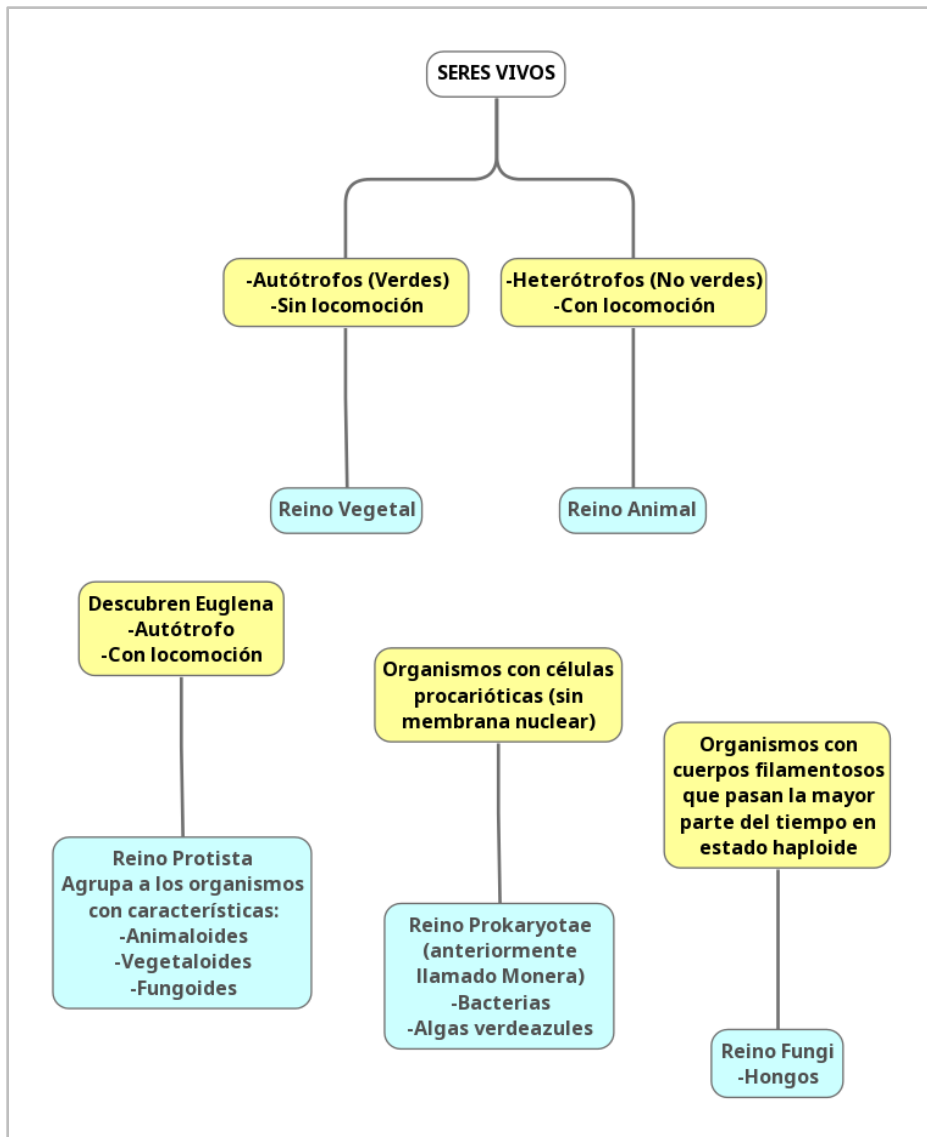 SERES VIVOS
-Autótrofos (Verdes)
-Sin locomoción
-Heterótrofos (No verdes)
-Con locomoción
Reino Vegetal
Reino Animal
Descubren Euglena
-Autótrofo
-Con locomoción
Organismos con células
procarióticas (sin
membrana nuclear)
Organismos con
cuerpos filamentosos
que pasan la mayor
parte del tiempo en
estado haploide
Reino Protista
Agrupa a los organismos
con características:
-Animaloides
-Vegetaloides
-Fungoides
Reino Prokaryotae
(anteriormente
llamado Monera)
-Bacterias
-Algas verdeazules
Reino Fungi
-Hongos